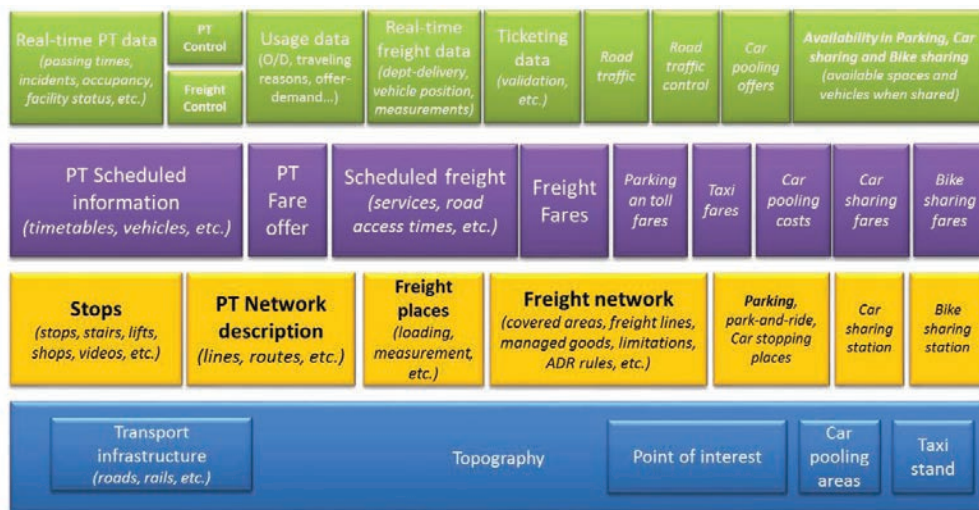 Real-time PT data
(passing times,
incidents, occupancy,
facility status, etc.)
PT
Control
Freight
Control
Usage data
(O/D, traveling
reasons, offer-
demand...)
Real-time
freight data
(dept-delivery,
vehicle position,
measurements)
Ticketing
data
(validation,
etc.)
Road
traffic
Road
traffic
control
Car
pooling
offers
Availability in Parking, Car
sharing and Bike sharing
(available spaces and
vehicles when shared)
PT Scheduled
information
(timetables, vehicles, etc.)
PT
Fare
offer
Scheduled freight
(services, road
access times, etc.)
Freight
Fares
Parking
an toll
fares
Taxi
fares
Car
pooling
costs
Car
sharing
fares
Bike
sharing
fares
Stops
(stops, stairs, lifts,
shops, videos, etc.)
PT Network
description
(lines, routes, etc.)
Freight
places
(loading,
measurement,
etc.)
Freight network
(covered areas, freight lines,
managed goods, limitations,
ADR rules, etc.)
Parking,
park-and-ride,
Car stopping
places
Car
sharing
station
Bike
sharing
station
Transport
infrastructure
(roads, rails, etc.)
Topography
Point of interest
Car
pooling
areas
Taxi
stand